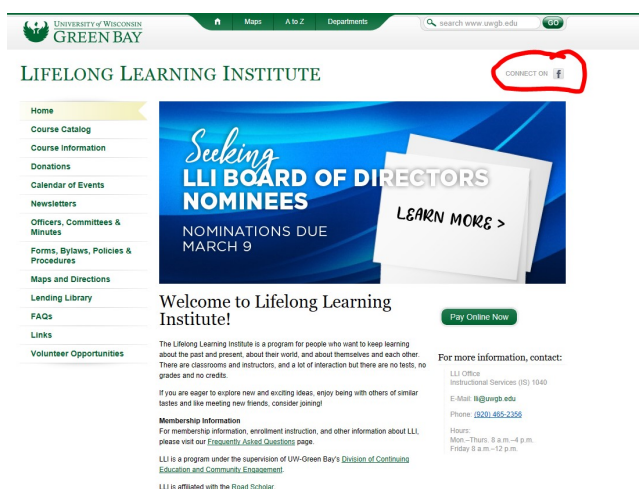 UNIVERSITY of WISCONSIN
GREEN BAY
Maps
A to Z
Departments
search www.uwgb.edu
GO
LIFELONG LEARNING INSTITUTE
CONNECT ON f
Home
Course Catalog
Course Information
Donations
Calendar of Events
Newsletters
Officers, Committees &
Minutes
Forms, Bylaws, Policies &
Procedures
Maps and Directions
Lending Library
FAQs
Links
Volunteer Opportunities
Seeking
LLI BOARD OF DIRECTORS
NOMINEES
NOMINATIONS DUE
MARCH 9
LEARN MORE >
Welcome to Lifelong Learning
Institute!
The Lifelong Learning Institute is a program for people who want to keep learning
about the past and present, about their world, and about themselves and each other.
There are classrooms and instructors, and a lot of interaction but there are no tests, no
grades and no credits.
If you are eager to explore new and exciting ideas, enjoy being with others of similar
tastes and like meeting new friends, consider joining!
Membership Information
For membership information, enrollment instruction, and other information about LLI,
please visit our Frequently Asked Questions page.
LLI is a program under the supervision of UW-Green Bay's Division of Continuing
Education and Community Engagement.
LLI is affiliated with the Road Scholar.
Pay Online Now
For more information, contact:
LLI Office
Instructional Services (IS) 1040
E-Mail: lli@uwgb.edu
Phone: (920) 465-2356
Hours:
Mon.–Thurs. 8 a.m.–4 p.m.
Friday 8 a.m.–12 p.m.